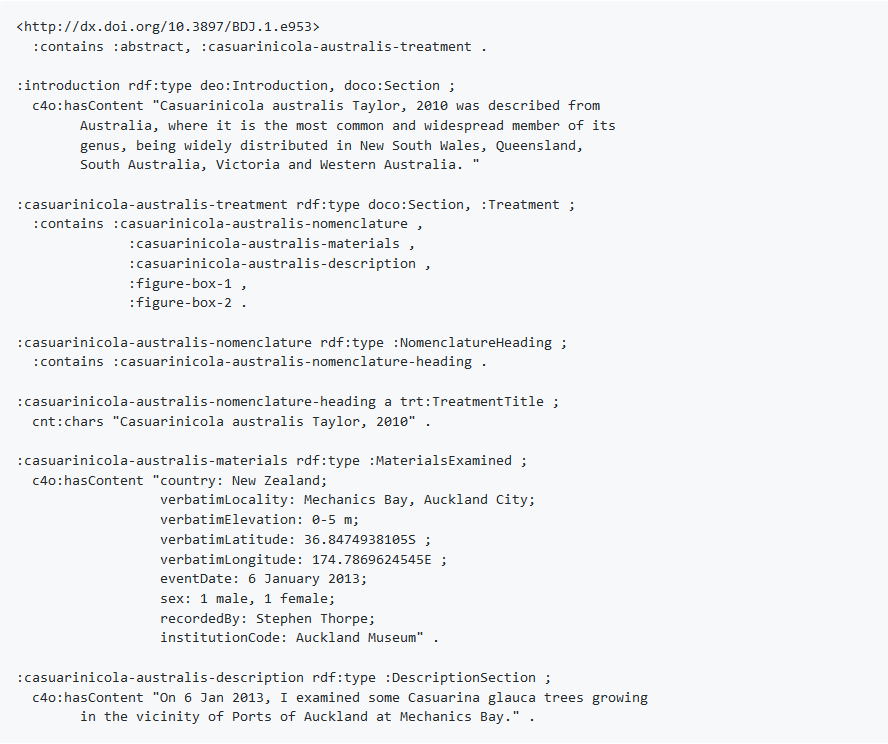 <http://dx.doi.org/10.3897/BDJ.1.e953>
:contains :abstract, :casuarinicola-australis-treatment .
:introduction rdf:type deo:Introduction, doco:Section ;
c4o:hasContent "Casuarinicola australis Taylor, 2010 was described from
Australia, where it is the most common and widespread member of its
genus, being widely distributed in New South Wales, Queensland,
South Australia, Victoria and Western Australia. "
:casuarinicola-australis-treatment rdf:type doco:Section, :Treatment ;
:contains :casuarinicola-australis-nomenclature ,
:casuarinicola-australis-materials ,
:casuarinicola-australis-description ,
:figure-box-1 ,
:figure-box-2 .
:casuarinicola-australis-nomenclature rdf:type :NomenclatureHeading ;
:contains :casuarinicola-australis-nomenclature-heading .
:casuarinicola-australis-nomenclature-heading a trt:TreatmentTitle ;
cnt:chars "Casuarinicola australis Taylor, 2010" .
:casuarinicola-australis-materials rdf:type :MaterialsExamined ;
c4o:hasContent "country: New Zealand;
verbatimLocality: Mechanics Bay, Auckland City;
verbatimElevation: 0-5 m;
verbatimLatitude: 36.8474938105S ;
verbatimLongitude: 174.7869624545E ;
eventDate: 6 January 2013;
sex: 1 male, 1 female;
recordedBy: Stephen Thorpe;
institutionCode: Auckland Museum" .
:casuarinicola-australis-description rdf:type :DescriptionSection ;
c4o:hasContent "On 6 Jan 2013, I examined some Casuarina glauca trees growing
in the vicinity of Ports of Auckland at Mechanics Bay." .